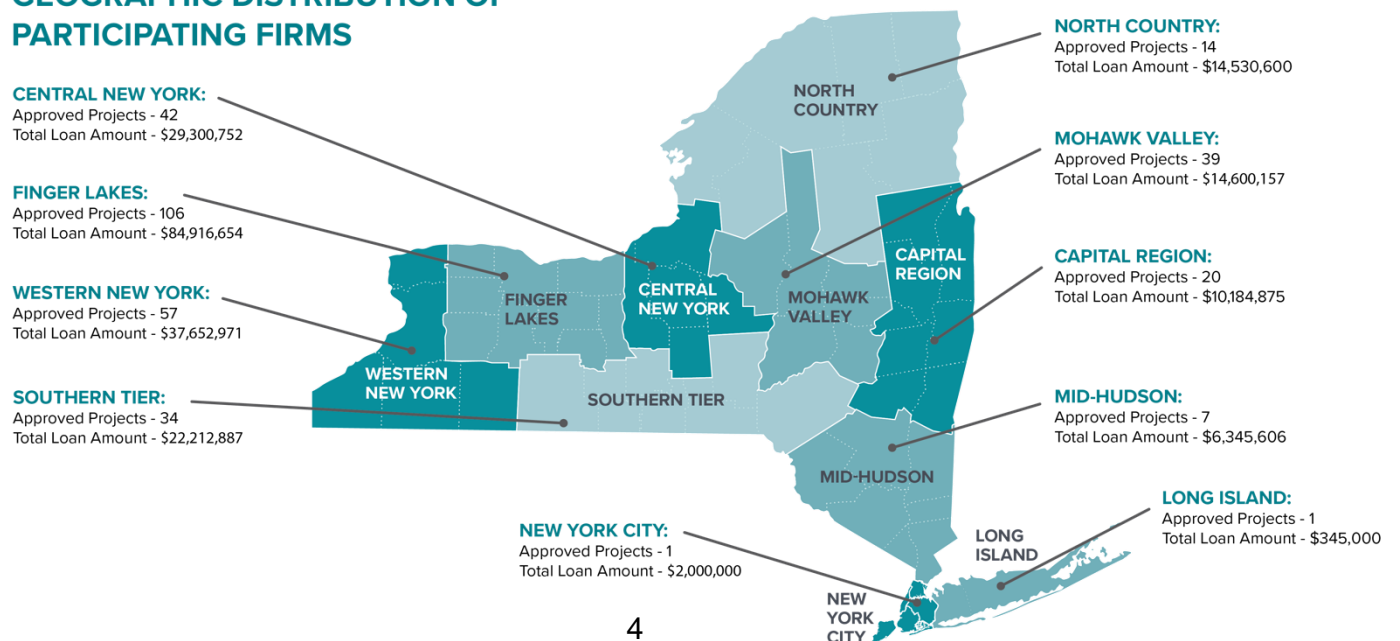 GEOGRAPHIC DISTRIBUTION OF
PARTICIPATING FIRMS
CENTRAL NEW YORK:
Approved Projects - 42
Total Loan Amount - $29,300,752
FINGER LAKES:
Approved Projects - 106
Total Loan Amount - $84,916,654
WESTERN NEW YORK:
Approved Projects - 57
Total Loan Amount - $37,652,971
SOUTHERN TIER:
Approved Projects - 34
Total Loan Amount - $22,212,887
NORTH COUNTRY:
Approved Projects - 14
Total Loan Amount - $14,530,600
MOHAWK VALLEY:
Approved Projects - 39
Total Loan Amount - $14,600,157
CAPITAL REGION:
Approved Projects - 20
Total Loan Amount - $10,184,875
MID-HUDSON:
Approved Projects - 7
Total Loan Amount - $6,345,606
LONG ISLAND:
Approved Projects - 1
Total Loan Amount - $345,000
NEW YORK CITY:
Approved Projects - 1
Total Loan Amount - $2,000,000
NORTH
COUNTRY
CAPITAL
REGION
FINGER
LAKES
CENTRAL
NEW YORK
MOHAWK
VALLEY
WESTERN
NEW YORK
SOUTHERN TIER
MID-HUDSON
LONG
ISLAND
NEW
YORK
CITY
4